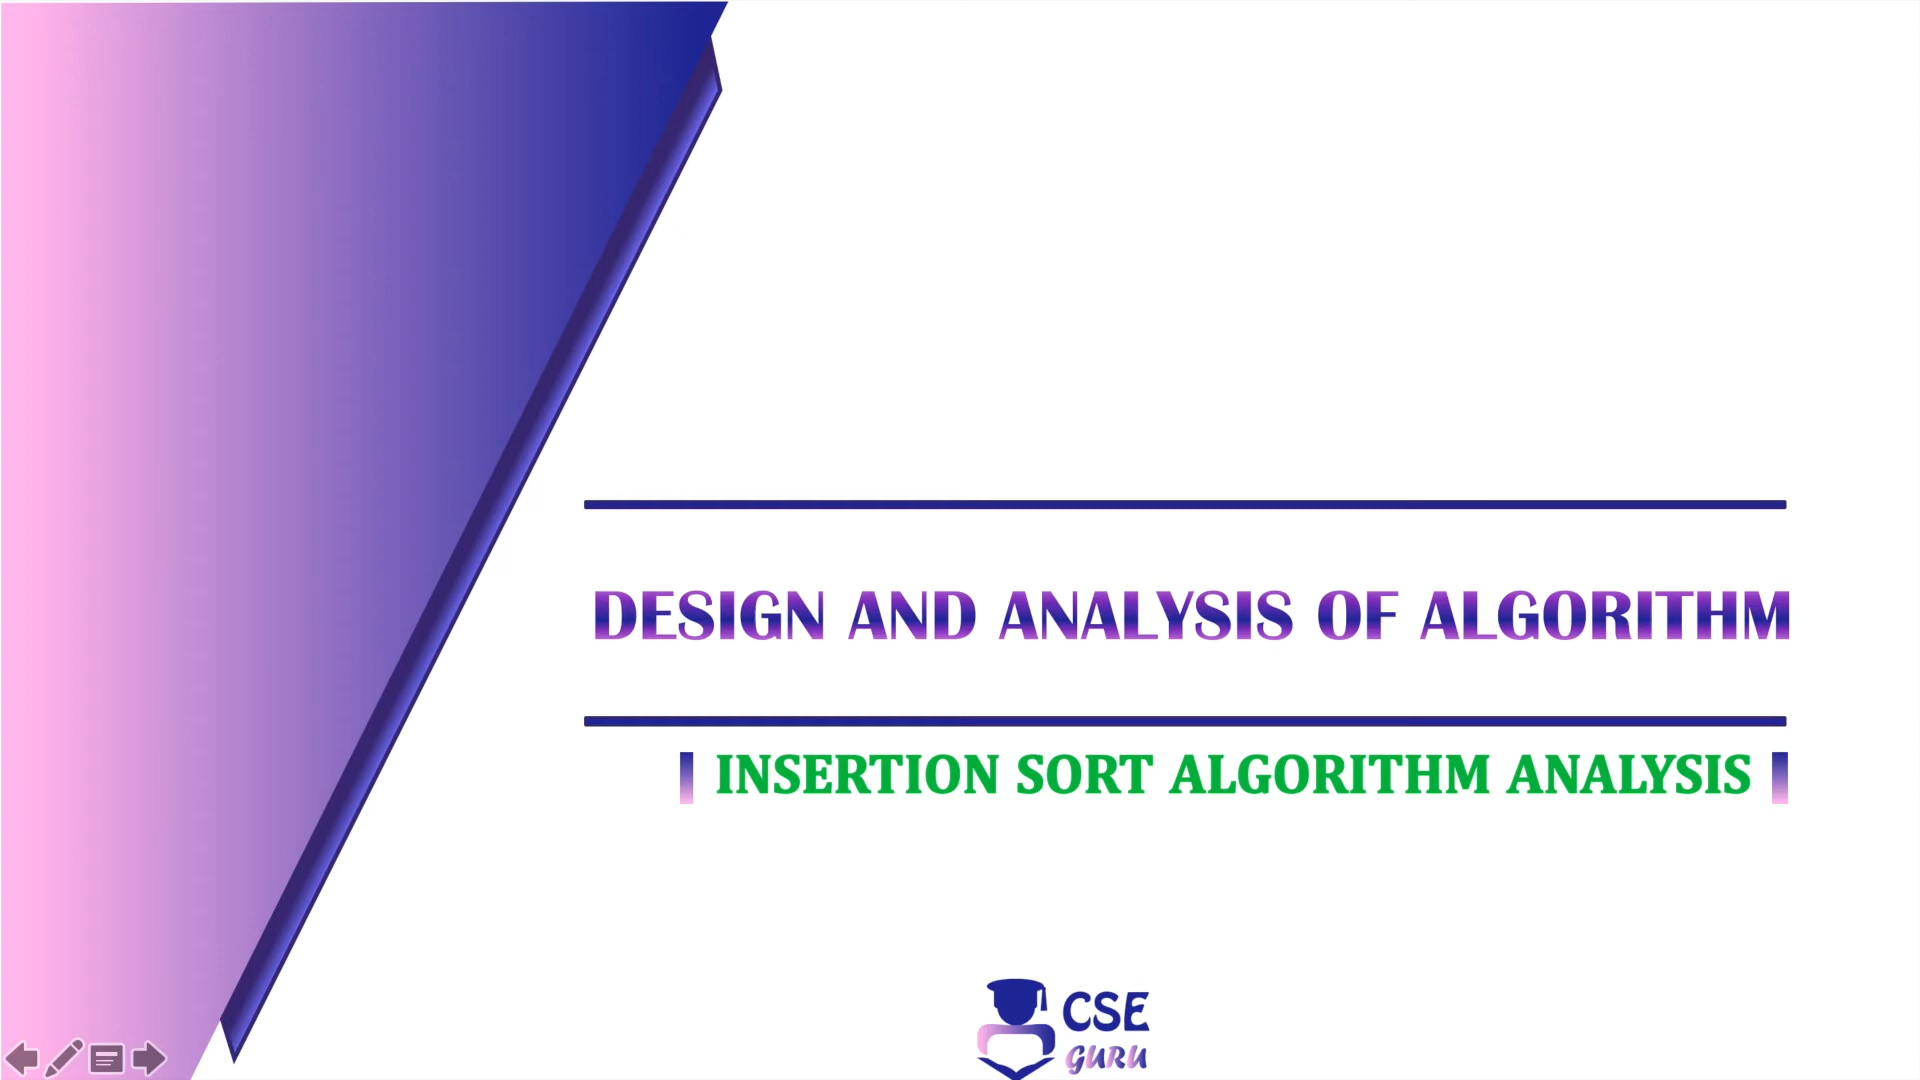 DESIGN AND ANALYSIS OF ALGORITHM
INSERTION SORT ALGORITHM ANALYSIS
CSE
GURU